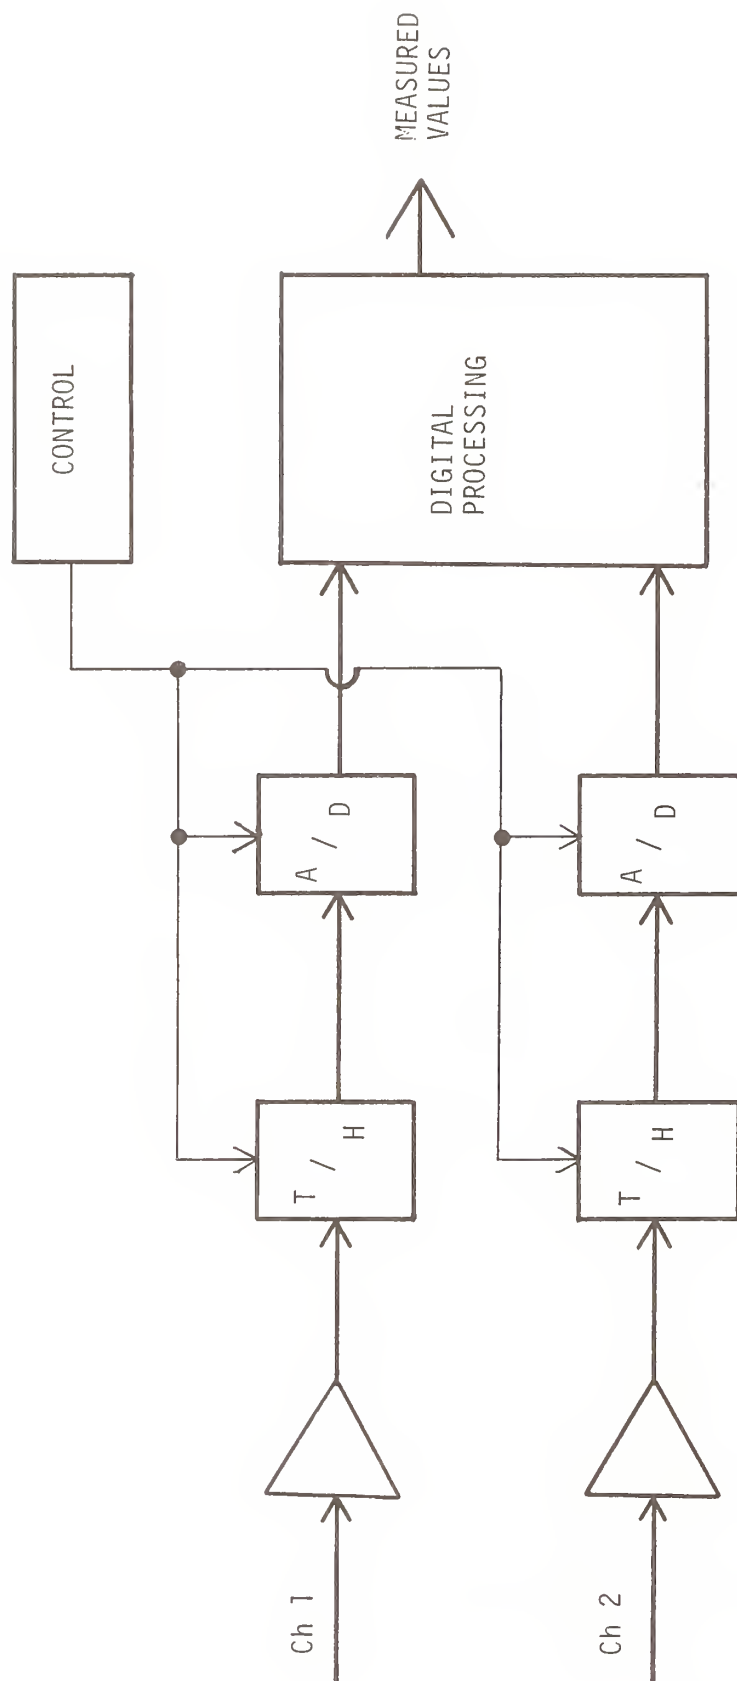 CONTROL
MEASURED
VALUES
DIGITAL
PROCESSING
Ch 1
T / H
A / D
Ch 2
T / H
A / D